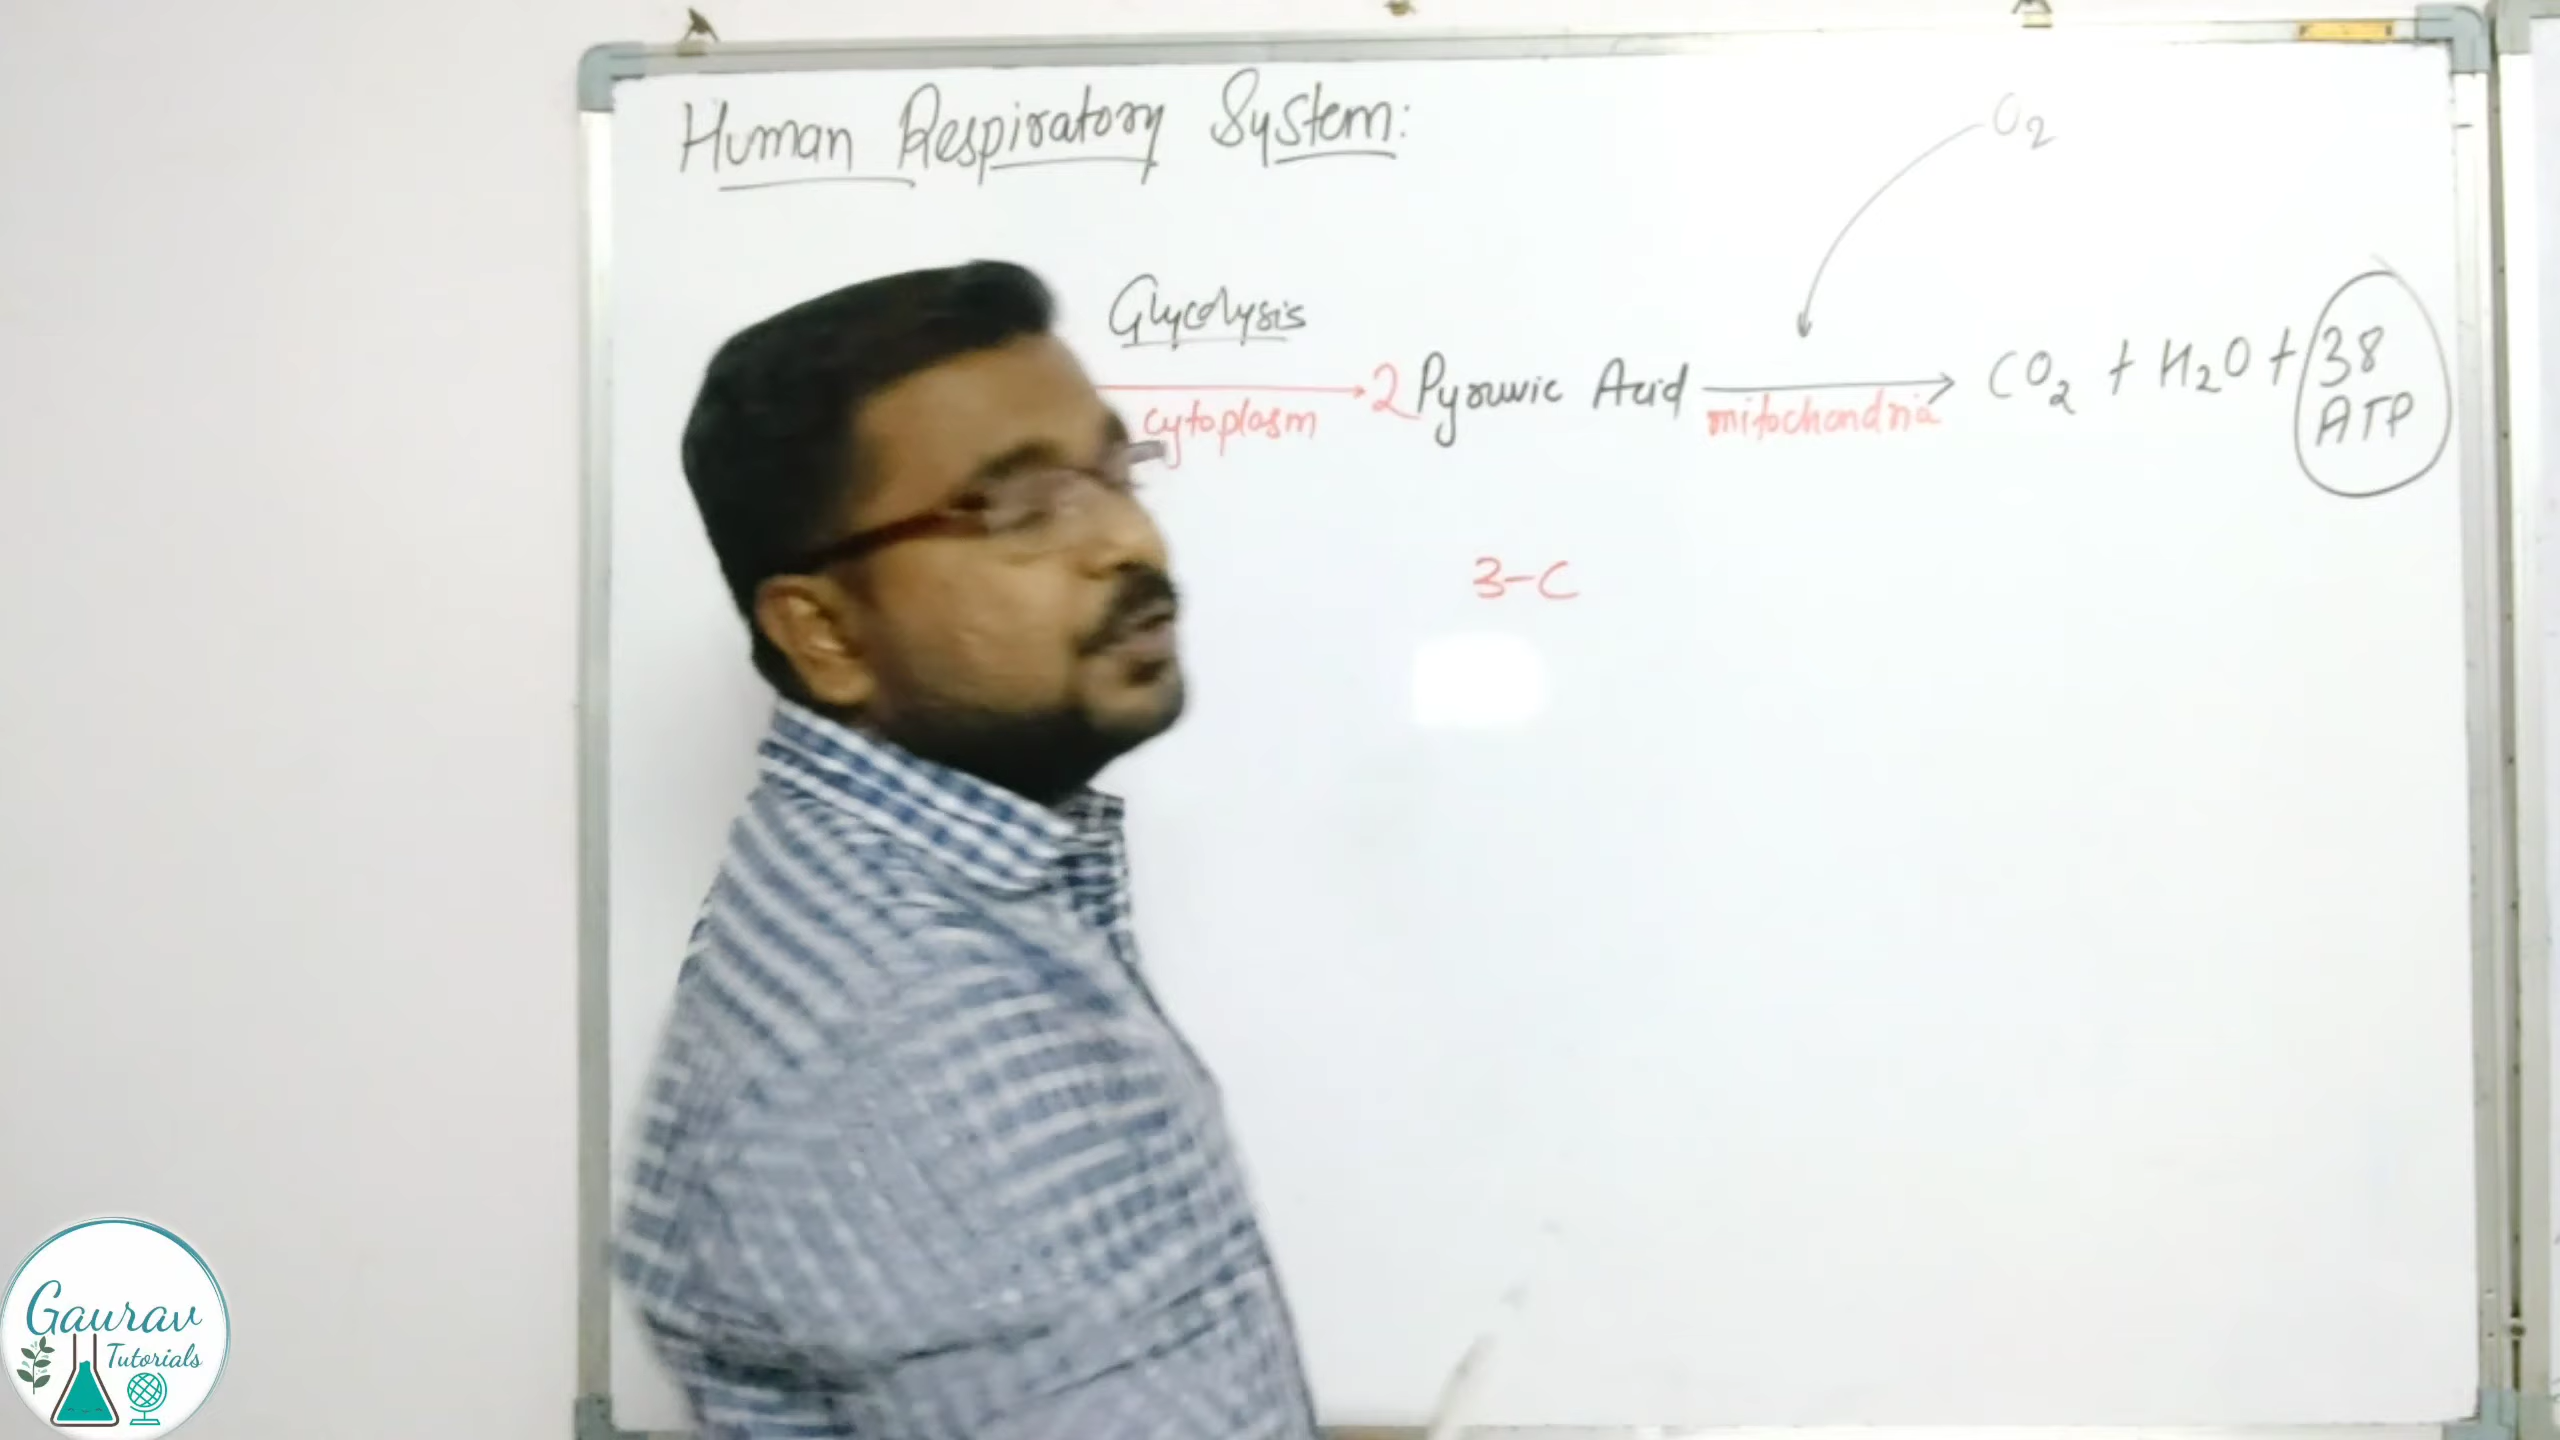 Human Respiratory System:
O2
Glycolysis
cytoplasm
2 Pyruvic Acid
mitochondria
CO2 + H2O + 38
ATP
3-C
Gaurav
Tutorials